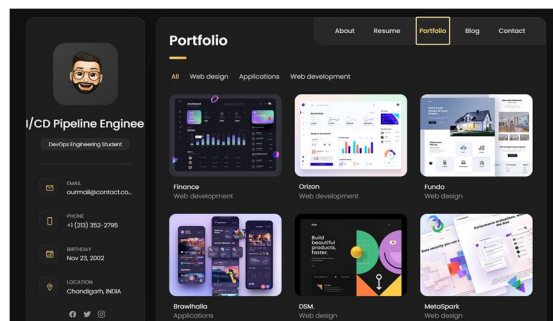 I/CD Pipeline Enginee
DevOps Engineering Student
EMAIL
ourmail@contact.co...
PHONE
+1 (213) 352-2795
BIRTHDAY
Nov 23, 2002
LOCATION
Chandigarh, INDIA
About Resume Portfolio Blog Contact
Portfolio
All Web design Applications Web development
Finance
Web development
Orizon
Web development
Fundo
Web design
Build
beautiful
products,
faster.
Brawlhalla
Applications
DSM.
Web design
MetaSpark
Web design